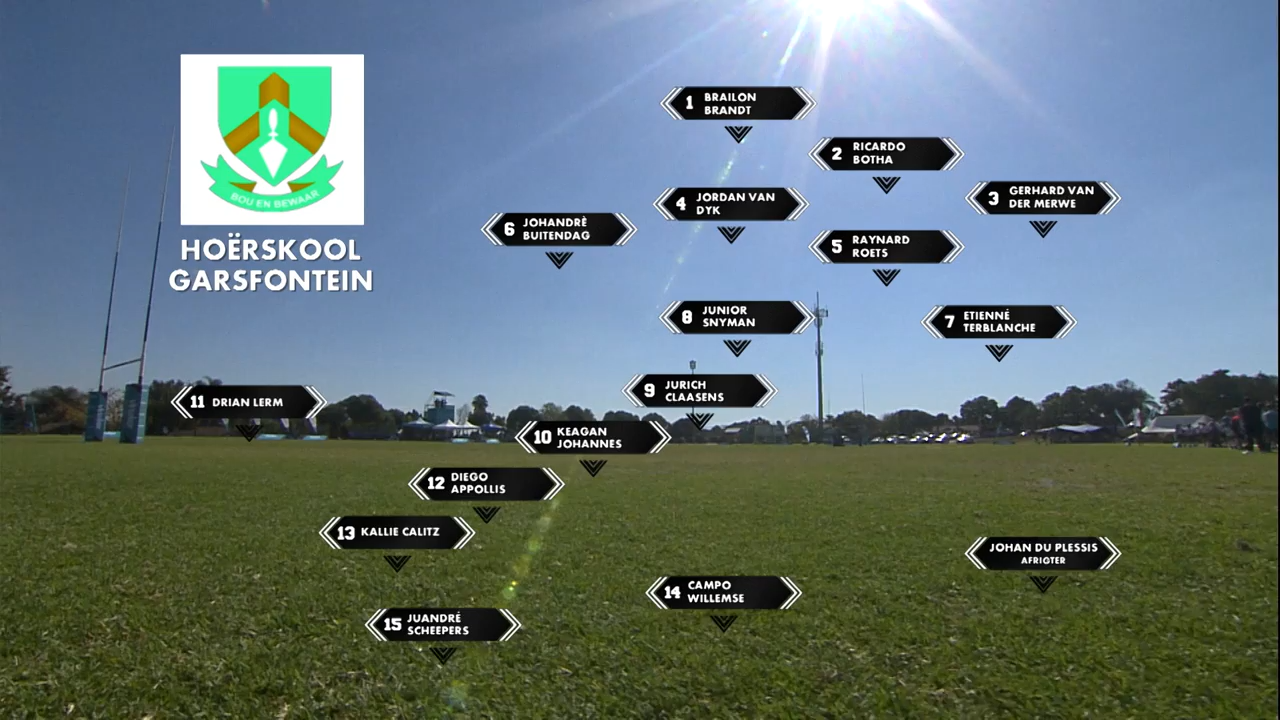 BOU EN BEWAAR
HOËRSKOOL
GARSFONTEIN
1 BRAILON
BRANDT
2 RICARDO
BOTHA
3 GERHARD VAN
DER MERWE
4 JORDAN VAN
DYK
5 RAYNARD
ROETS
6 JOHANDRÈ
BUITENDAG
7 ETIENNÉ
TERBLANCHE
8 JUNIOR
SNYMAN
9 JURICH
CLAASENS
10 KEAGAN
JOHANNES
11 DRIAN LERM
12 DIEGO
APPOLLIS
13 KALLIE CALITZ
14 CAMPO
WILLEMSE
15 JUANDRÉ
SCHEEPERS
JOHAN DU PLESSIS
AFRIGTER